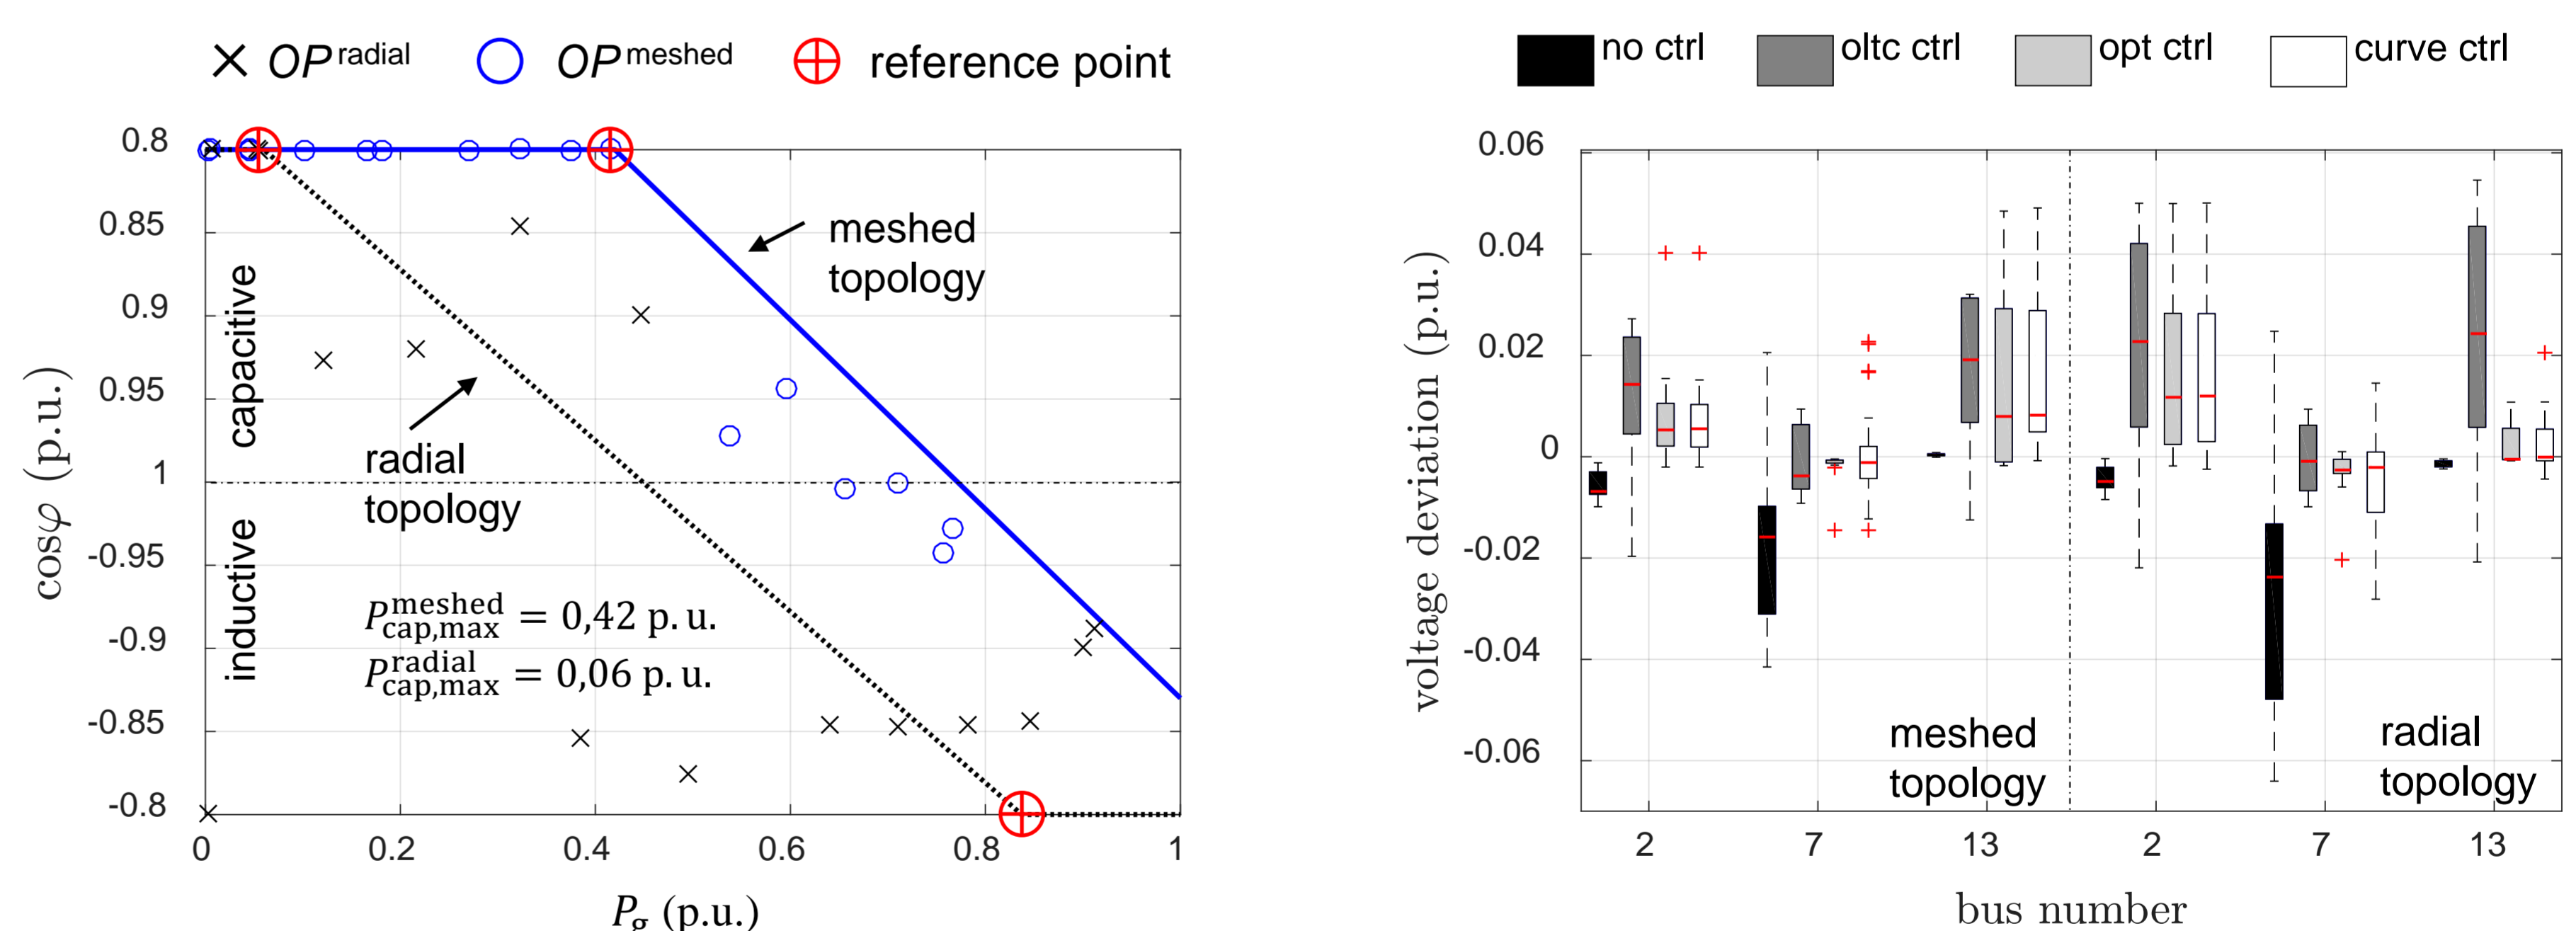 OP radial
OP meshed
reference point
0.8
0.85
0.9
0.95
1
-0.95
-0.9
-0.85
-0.8
cosφ (p.u.)
capacitive
inductive
meshed
topology
radial
topology
P cap,max meshed = 0,42 p. u.
P cap,max radial = 0,06 p. u.
0 0.2 0.4 0.6 0.8 1
Pg (p.u.)
no ctrl
oltc ctrl
opt ctrl
curve ctrl
0.06
0.04
0.02
0
-0.02
-0.04
-0.06
voltage deviation (p.u.)
meshed
topology
radial
topology
2 7 13 2 7 13
bus number